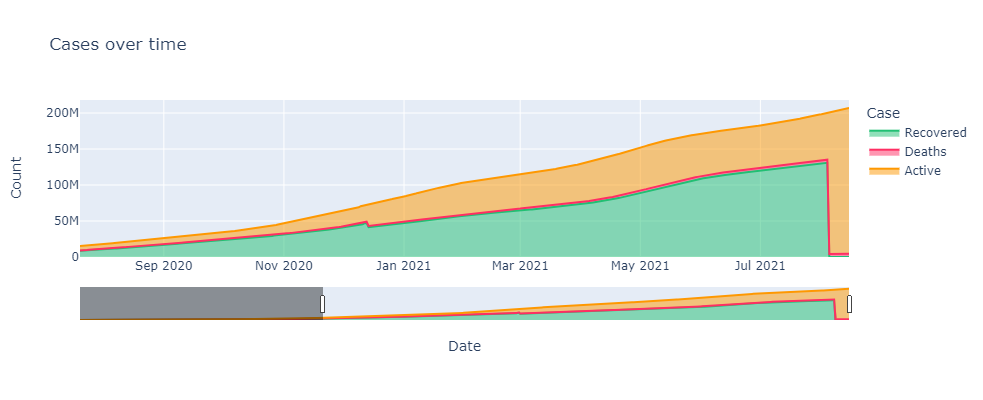 Cases over time
Count
200M
150M
100M
50M
0
Sep 2020
Nov 2020
Jan 2021
Mar 2021
May 2021
Jul 2021
Date
Case
Recovered
Deaths
Active